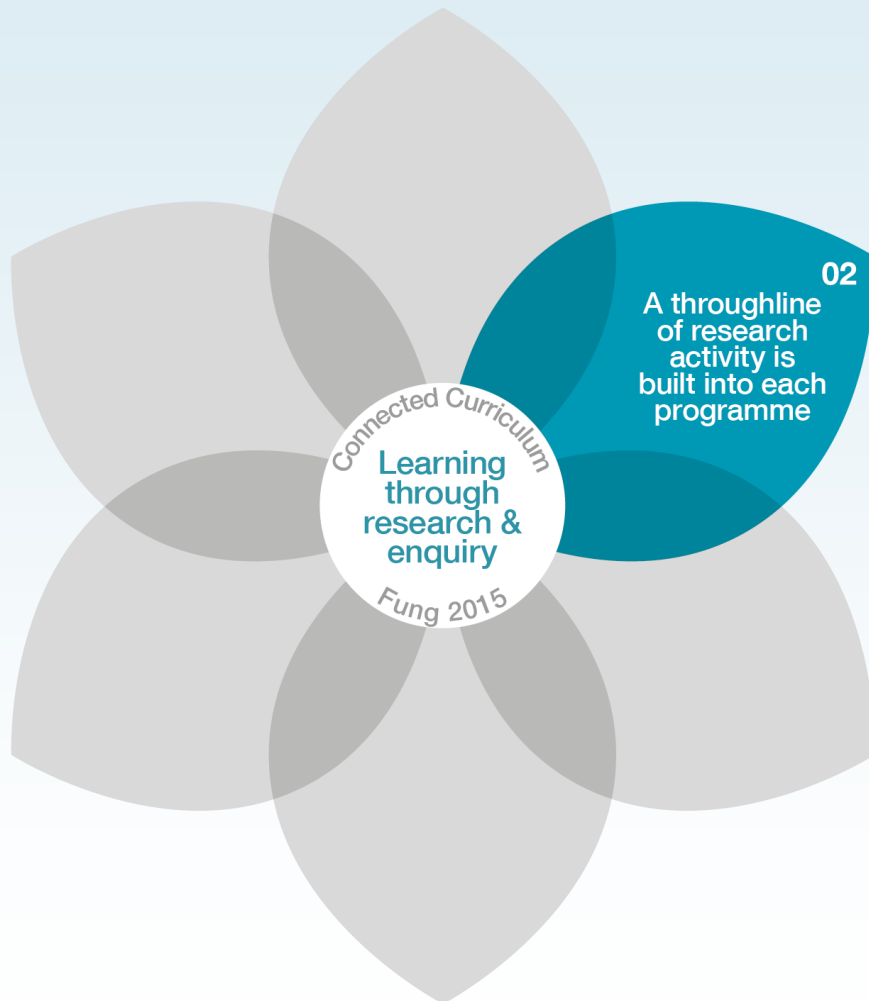 02
A throughline
of research
activity is
built into each
programme
Connected Curriculum
Learning
through
research &
enquiry
Fung 2015